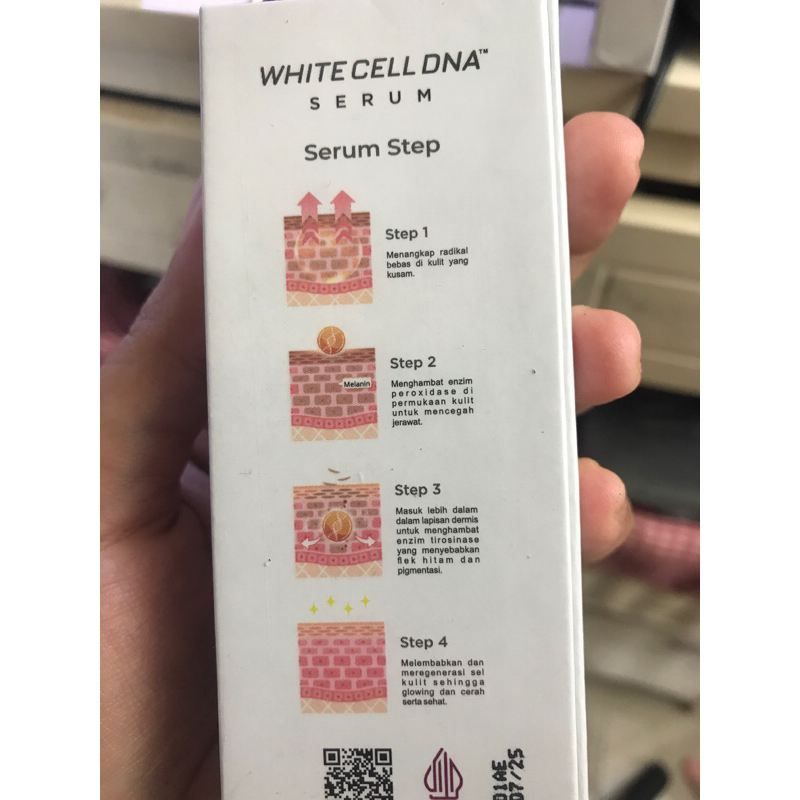 WHITE CELL DNA™
SERUM
Serum Step
Step 1
Menangkap radikal
bebas di kulit yang
kusam.
Step 2
Melanin
Menghambat enzim
peroxidase di
permukaan kulit
untuk mencegah
jerawat.
Step 3
Masuk lebih dalam
dalam lapisan dermis
untuk menghambat
enzim tirosinase
yang menyebabkan
flek hitam dan
pigmentasi.
Step 4
Melembabkan dan
meregenerasi sel
kulit sehingga
glowing dan cerah
serta sehat.
01AE
07/25